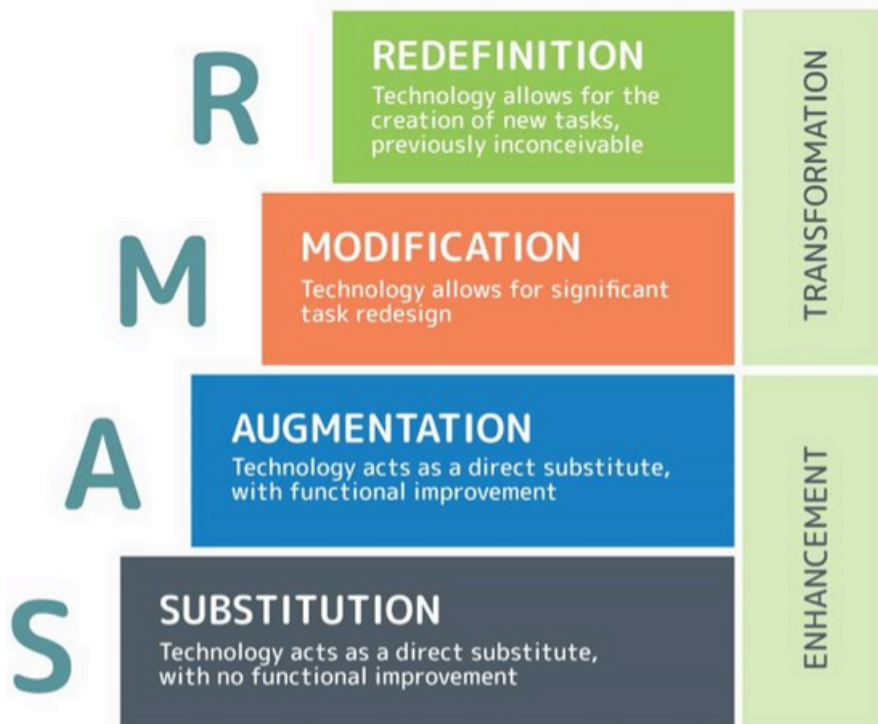 R
REDEFINITION
Technology allows for the
creation of new tasks,
previously inconceivable
M
MODIFICATION
Technology allows for significant
task redesign
TRANSFORMATION
A
AUGMENTATION
Technology acts as a direct substitute,
with functional improvement
S
SUBSTITUTION
Technology acts as a direct substitute,
with no functional improvement
ENHANCEMENT